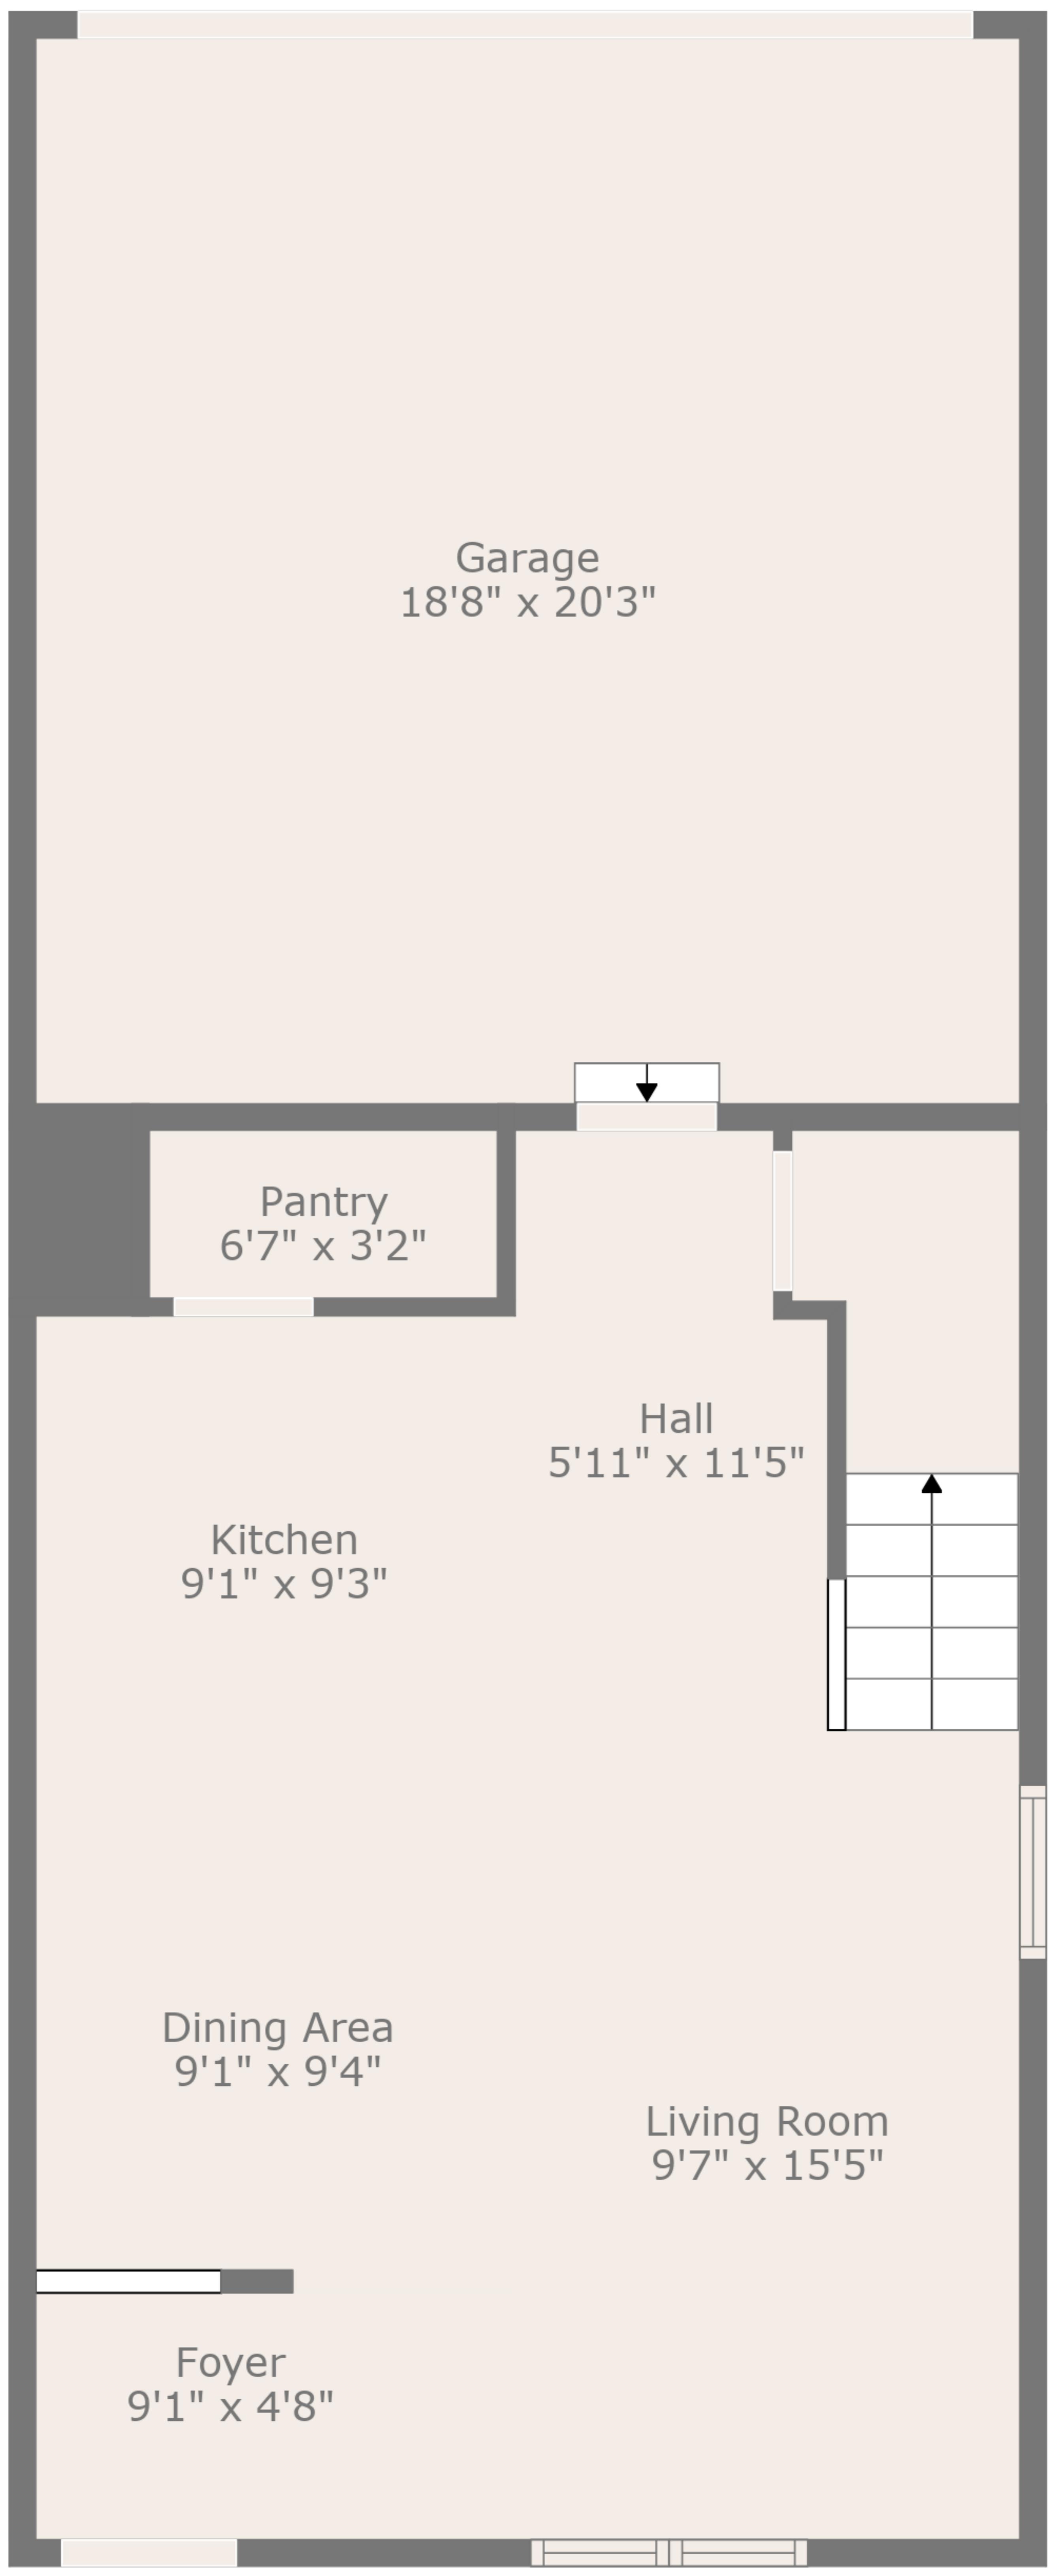 Garage
18'8" x 20'3"
Pantry
6'7" x 3'2"
Hall
5'11" x 11'5"
Kitchen
9'1" x 9'3"
Dining Area
9'1" x 9'4"
Living Room
9'7" x 15'5"
Foyer
9'1" x 4'8"